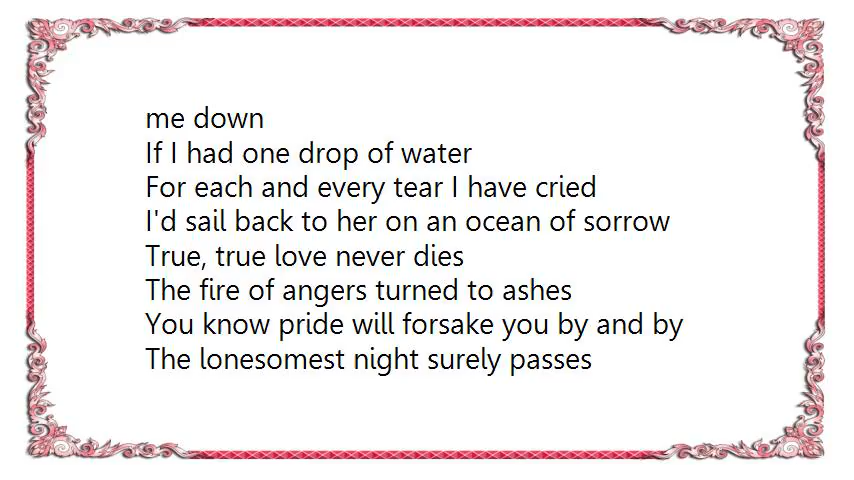 me down
If I had one drop of water
For each and every tear I have cried
I'd sail back to her on an ocean of sorrow
True, true love never dies
The fire of angers turned to ashes
You know pride will forsake you by and by
The lonesomest night surely passes